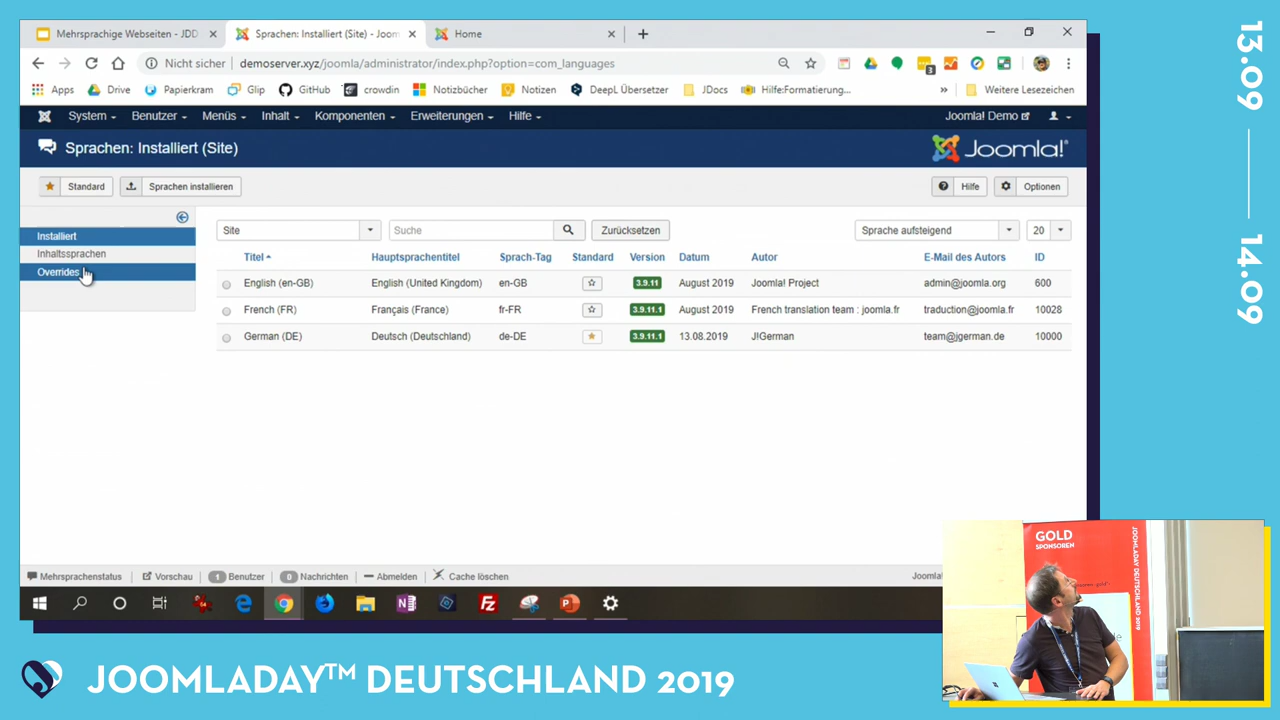 Mehrsprachige Webseiten - JDD
Sprachen: Installiert (Site) - Joom
Home
Nicht sicher
demoserver.xyz/joomla/administrator/index.php?option=com_languages
3
Apps
Drive
Papierkram
Glip
GitHub
crowdin
Notizbücher
Notizen
DeepL Übersetzer
JDocs
Hilfe:Formatierung...
»
Weitere Lesezeichen
System
Benutzer
Menüs
Inhalt
Komponenten
Erweiterungen
Hilfe
Joomla! Demo
Sprachen: Installiert (Site)
Joomla!®
Standard
Sprachen installieren
Hilfe
Optionen
Installiert
Inhaltssprachen
Overrides
Site
Suche
Zurücksetzen
Sprache aufsteigend
20
Titel Hauptsprachentitel Sprach-Tag Standard Version Datum Autor E-Mail des Autors ID
English (en-GB) English (United Kingdom) en-GB 3.9.11 August 2019 Joomla! Project admin@joomla.org 600
French (FR) Français (France) fr-FR 3.9.11.1 August 2019 French translation team : joomla.fr traduction@joomla.fr 10028
German (DE) Deutsch (Deutschland) de-DE 3.9.11.1 13.08.2019 J!German team@jgerman.de 10000
Mehrsprachenstatus
Vorschau
1 Benutzer
0 Nachrichten
Abmelden
Cache löschen
Joomla!
13.09
14.09
GOLD
SPONSOREN
JOOMLADAY DEUTSCHLAND 2019
JOOMLADAY™ DEUTSCHLAND 2019